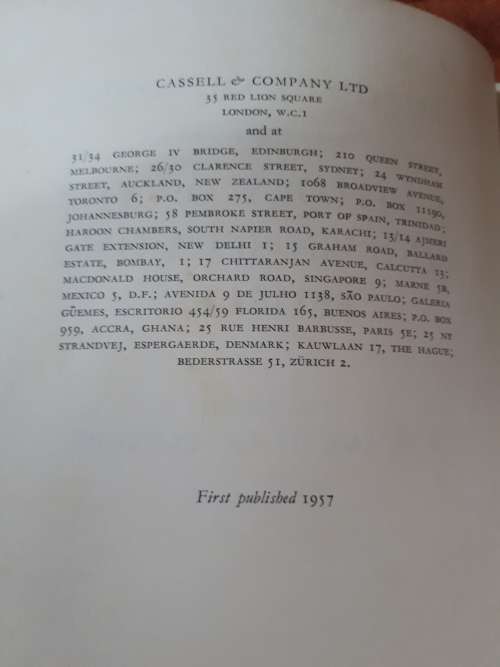 CASSELL & COMPANY LTD
35 RED LION SQUARE
LONDON, W.C.1
and at
31/34 GEORGE IV BRIDGE, EDINBURGH; 210 QUEEN STREET,
MELBOURNE; 26/30 CLARENCE STREET, SYDNEY; 24 WYNDHAM
STREET, AUCKLAND, NEW ZEALAND; 1068 BROADVIEW AVENUE,
TORONTO 6; P.O. BOX 275, CAPE TOWN; P.O. BOX 11190,
JOHANNESBURG; 58 PEMBROKE STREET, PORT OF SPAIN, TRINIDAD;
HAROON CHAMBERS, SOUTH NAPIER ROAD, KARACHI; 13/14 AJMERI
GATE EXTENSION, NEW DELHI 1; 15 GRAHAM ROAD, BALLARD
ESTATE, BOMBAY, 1; 17 CHITTARANJAN AVENUE, CALCUTTA 13;
MACDONALD HOUSE, ORCHARD ROAD, SINGAPORE 9; MARNE 5B,
MEXICO 5, D.F.; AVENIDA 9 DE JULHO 1138, SÃO PAULO; GALERIA
GÜEMES, ESCRITORIO 454/59 FLORIDA 165, BUENOS AIRES; P.O. BOX
959, ACCRA, GHANA; 25 RUE HENRI BARBUSSE, PARIS 5E; 25 NY
STRANDVEJ, ESPERGAERDE, DENMARK; KAUWLAAN 17, THE HAGUE;
BEDERSTRASSE 51, ZÜRICH 2.
First published 1957